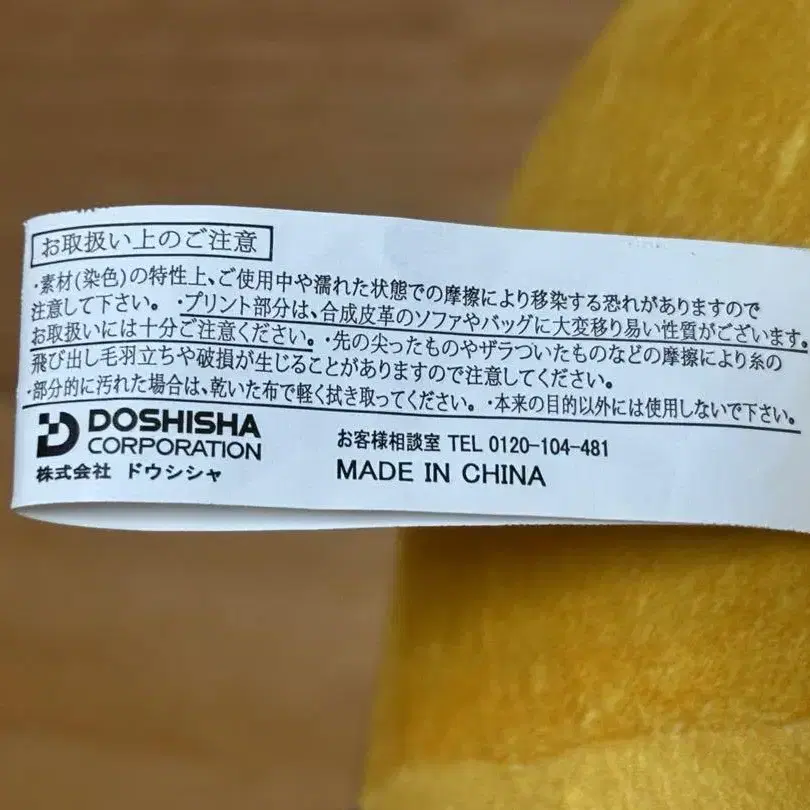 お取扱い上のご注意
・素材(染色)の特性上、ご使用中や濡れた状態での摩擦により移染する恐れがありますので
注意して下さい。・プリント部分は、合成皮革のソファやバッグに大変移り易い性質がございます。
お取扱いには十分ご注意ください。・先の尖ったものやザラついたものなどの摩擦により糸の
飛び出し毛羽立ちや破損が生じることがありますので注意してください。
・部分的に汚れた場合は、乾いた布で軽く拭き取ってください。・本来の目的以外には使用しないで下さい。
DOSHISHA
CORPORATION
株式会社 ドウシシャ
お客様相談室 TEL 0120-104-481
MADE IN CHINA